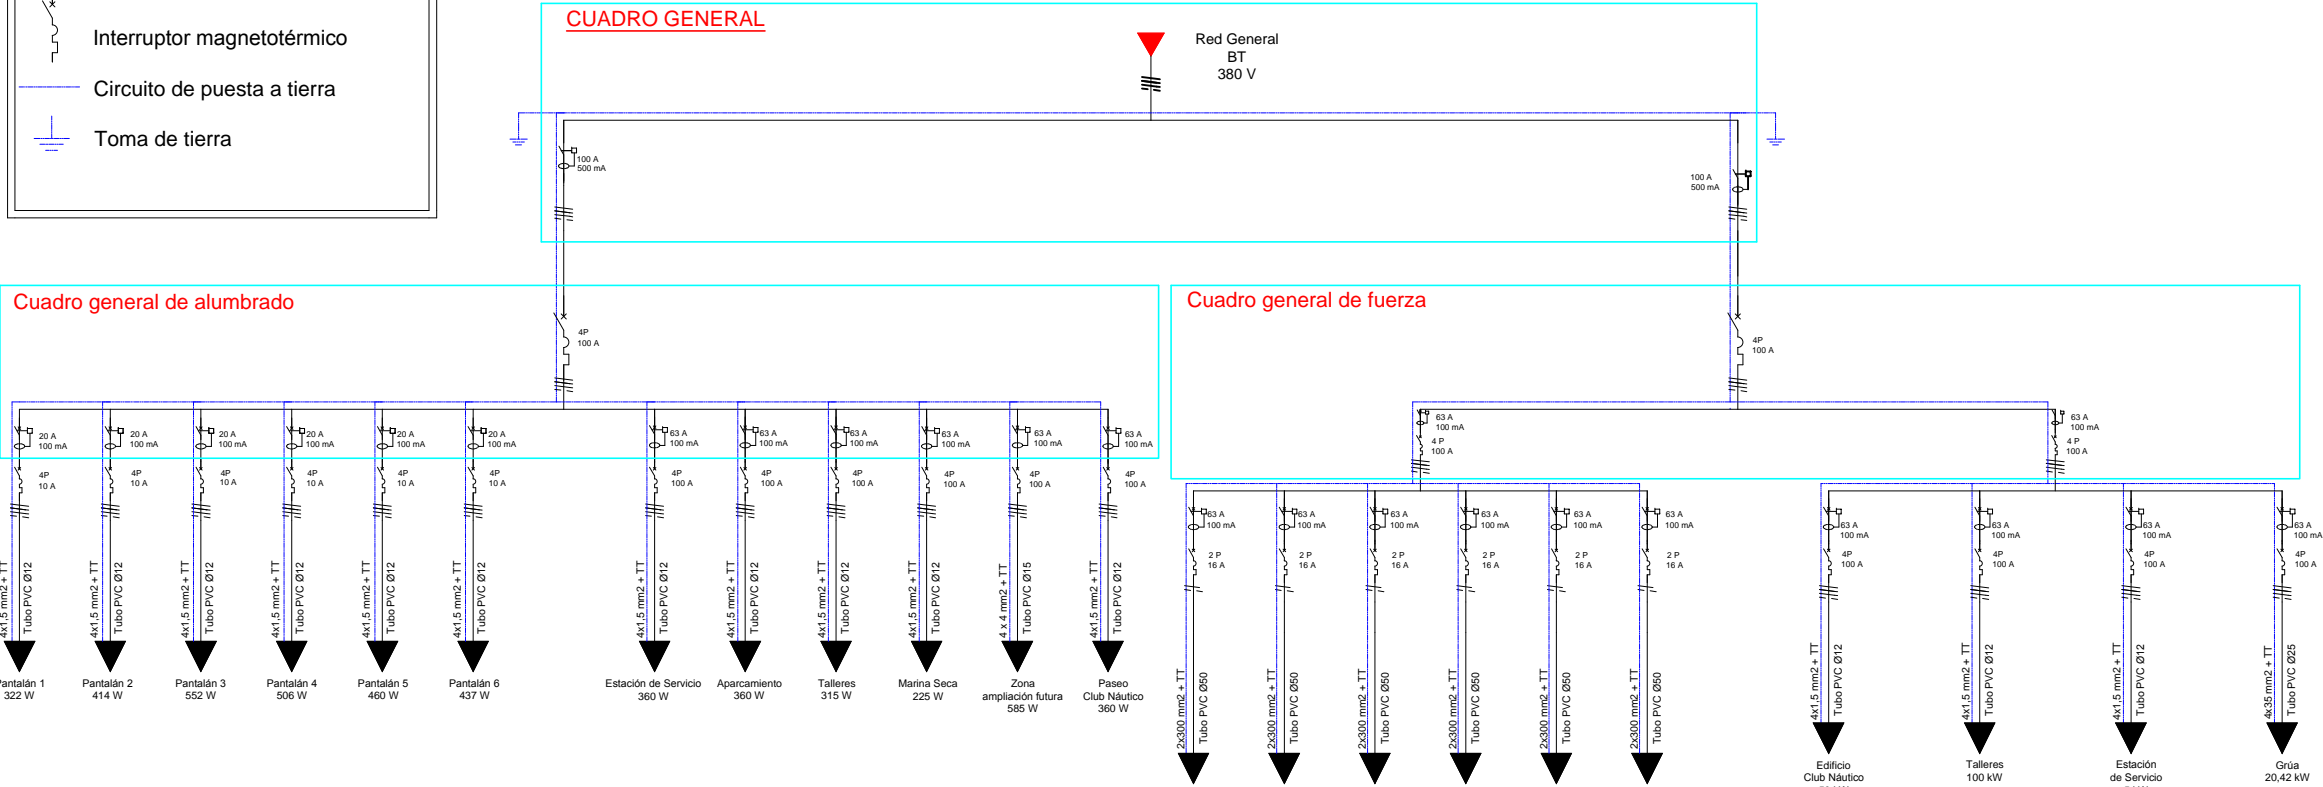 Interruptor magnetotérmico
Circuito de puesta a tierra
Toma de tierra
CUADRO GENERAL
Red General
BT
380 V
100 A
500 mA
100 A
500 mA
Cuadro general de alumbrado
4P
100 A
20 A
100 mA
20 A
100 mA
20 A
100 mA
20 A
100 mA
20 A
100 mA
20 A
100 mA
63 A
100 mA
63 A
100 mA
63 A
100 mA
63 A
100 mA
63 A
100 mA
63 A
100 mA
4P
10 A
4P
10 A
4P
10 A
4P
10 A
4P
10 A
4P
10 A
4P
100 A
4P
100 A
4P
100 A
4P
100 A
4P
100 A
4P
100 A
4x1,5 mm2 + TT
Tubo PVC Ø12
4x1,5 mm2 + TT
Tubo PVC Ø12
4x1,5 mm2 + TT
Tubo PVC Ø12
4x1,5 mm2 + TT
Tubo PVC Ø12
4x1,5 mm2 + TT
Tubo PVC Ø12
4x1,5 mm2 + TT
Tubo PVC Ø12
4x1,5 mm2 + TT
Tubo PVC Ø12
4x1,5 mm2 + TT
Tubo PVC Ø12
4x1,5 mm2 + TT
Tubo PVC Ø12
4x1,5 mm2 + TT
Tubo PVC Ø12
4 x 4 mm2 + TT
Tubo PVC Ø15
4x1,5 mm2 + TT
Tubo PVC Ø12
Pantalán 1
322 W
Pantalán 2
414 W
Pantalán 3
552 W
Pantalán 4
506 W
Pantalán 5
460 W
Pantalán 6
437 W
Estación de Servicio
360 W
Aparcamiento
360 W
Talleres
315 W
Marina Seca
225 W
Zona
ampliación futura
585 W
Paseo
Club Náutico
360 W
Cuadro general de fuerza
4P
100 A
63 A
100 mA
4 P
100 A
63 A
100 mA
4 P
100 A
63 A
100 mA
63 A
100 mA
63 A
100 mA
63 A
100 mA
63 A
100 mA
63 A
100 mA
2 P
16 A
2 P
16 A
2 P
16 A
2 P
16 A
2 P
16 A
2 P
16 A
2x300 mm2 + TT
Tubo PVC Ø50
2x300 mm2 + TT
Tubo PVC Ø50
2x300 mm2 + TT
Tubo PVC Ø50
2x300 mm2 + TT
Tubo PVC Ø50
2x300 mm2 + TT
Tubo PVC Ø50
2x300 mm2 + TT
Tubo PVC Ø50
63 A
100 mA
63 A
100 mA
63 A
100 mA
63 A
100 mA
4P
100 A
4P
100 A
4P
100 A
4P
100 A
4x1,5 mm2 + TT
Tubo PVC Ø12
4x1,5 mm2 + TT
Tubo PVC Ø12
4x1,5 mm2 + TT
Tubo PVC Ø12
4x35 mm2 + TT
Tubo PVC Ø25
Edificio
Club Náutico
Talleres
100 kW
Estación
de Servicio
Grúa
20,42 kW